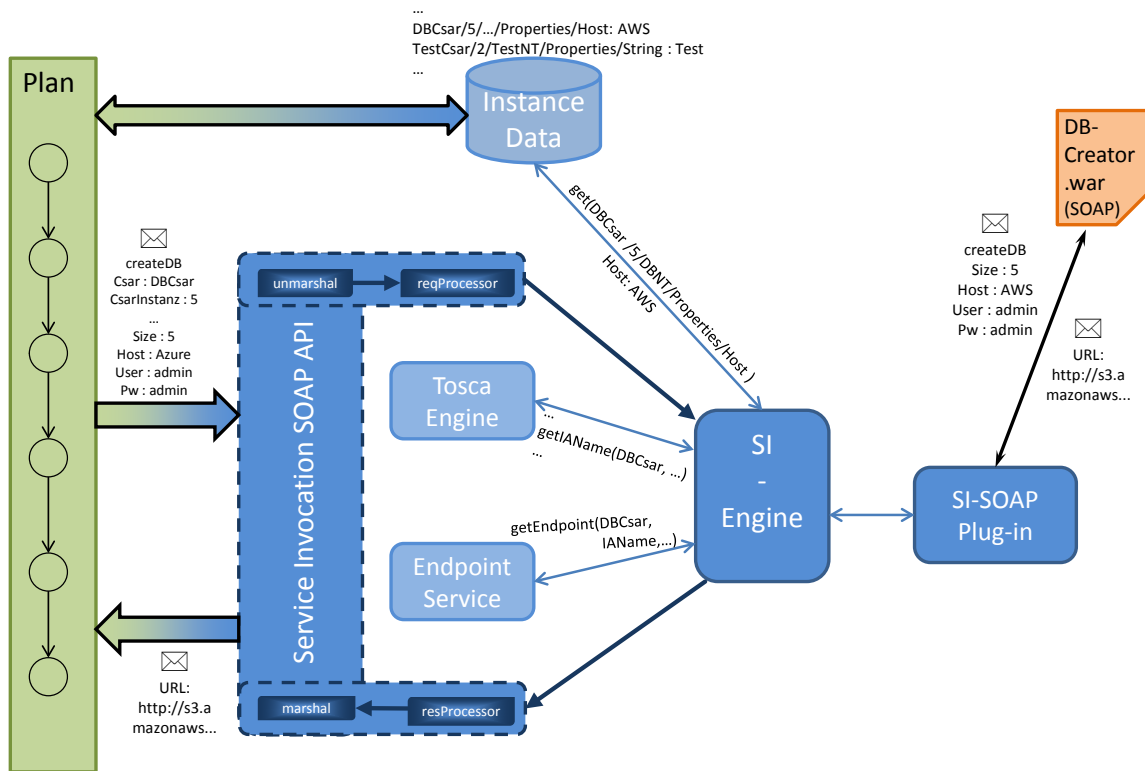 ...
DBCsar/5/.../Properties/Host: AWS
TestCsar/2/TestNT/Properties/String : Test
...
Plan
Instance
Data
DB-
Creator
.war
(SOAP)
get(DBCsar /5/DBNT/Properties/Host )
Host: AWS
createDB
Csar : DBCsar
CsarInstanz : 5
...
Size : 5
Host : Azure
User : admin
Pw : admin
unmarshal
reqProcessor
Service Invocation SOAP API
Tosca
Engine
...
getIAName(DBCsar, ...)
...
getEndpoint(DBCsar,
IAName,...)
Endpoint
Service
SI
-
Engine
createDB
Size : 5
Host : AWS
User : admin
Pw : admin
URL:
http://s3.a
mazonaws...
SI-SOAP
Plug-in
URL:
http://s3.a
mazonaws...
marshal
resProcessor